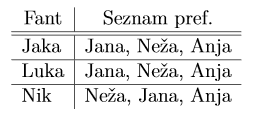 Fant Seznam pref.
Jaka Jana, Neža, Anja
Luka Jana, Neža, Anja
Nik Neža, Jana, Anja